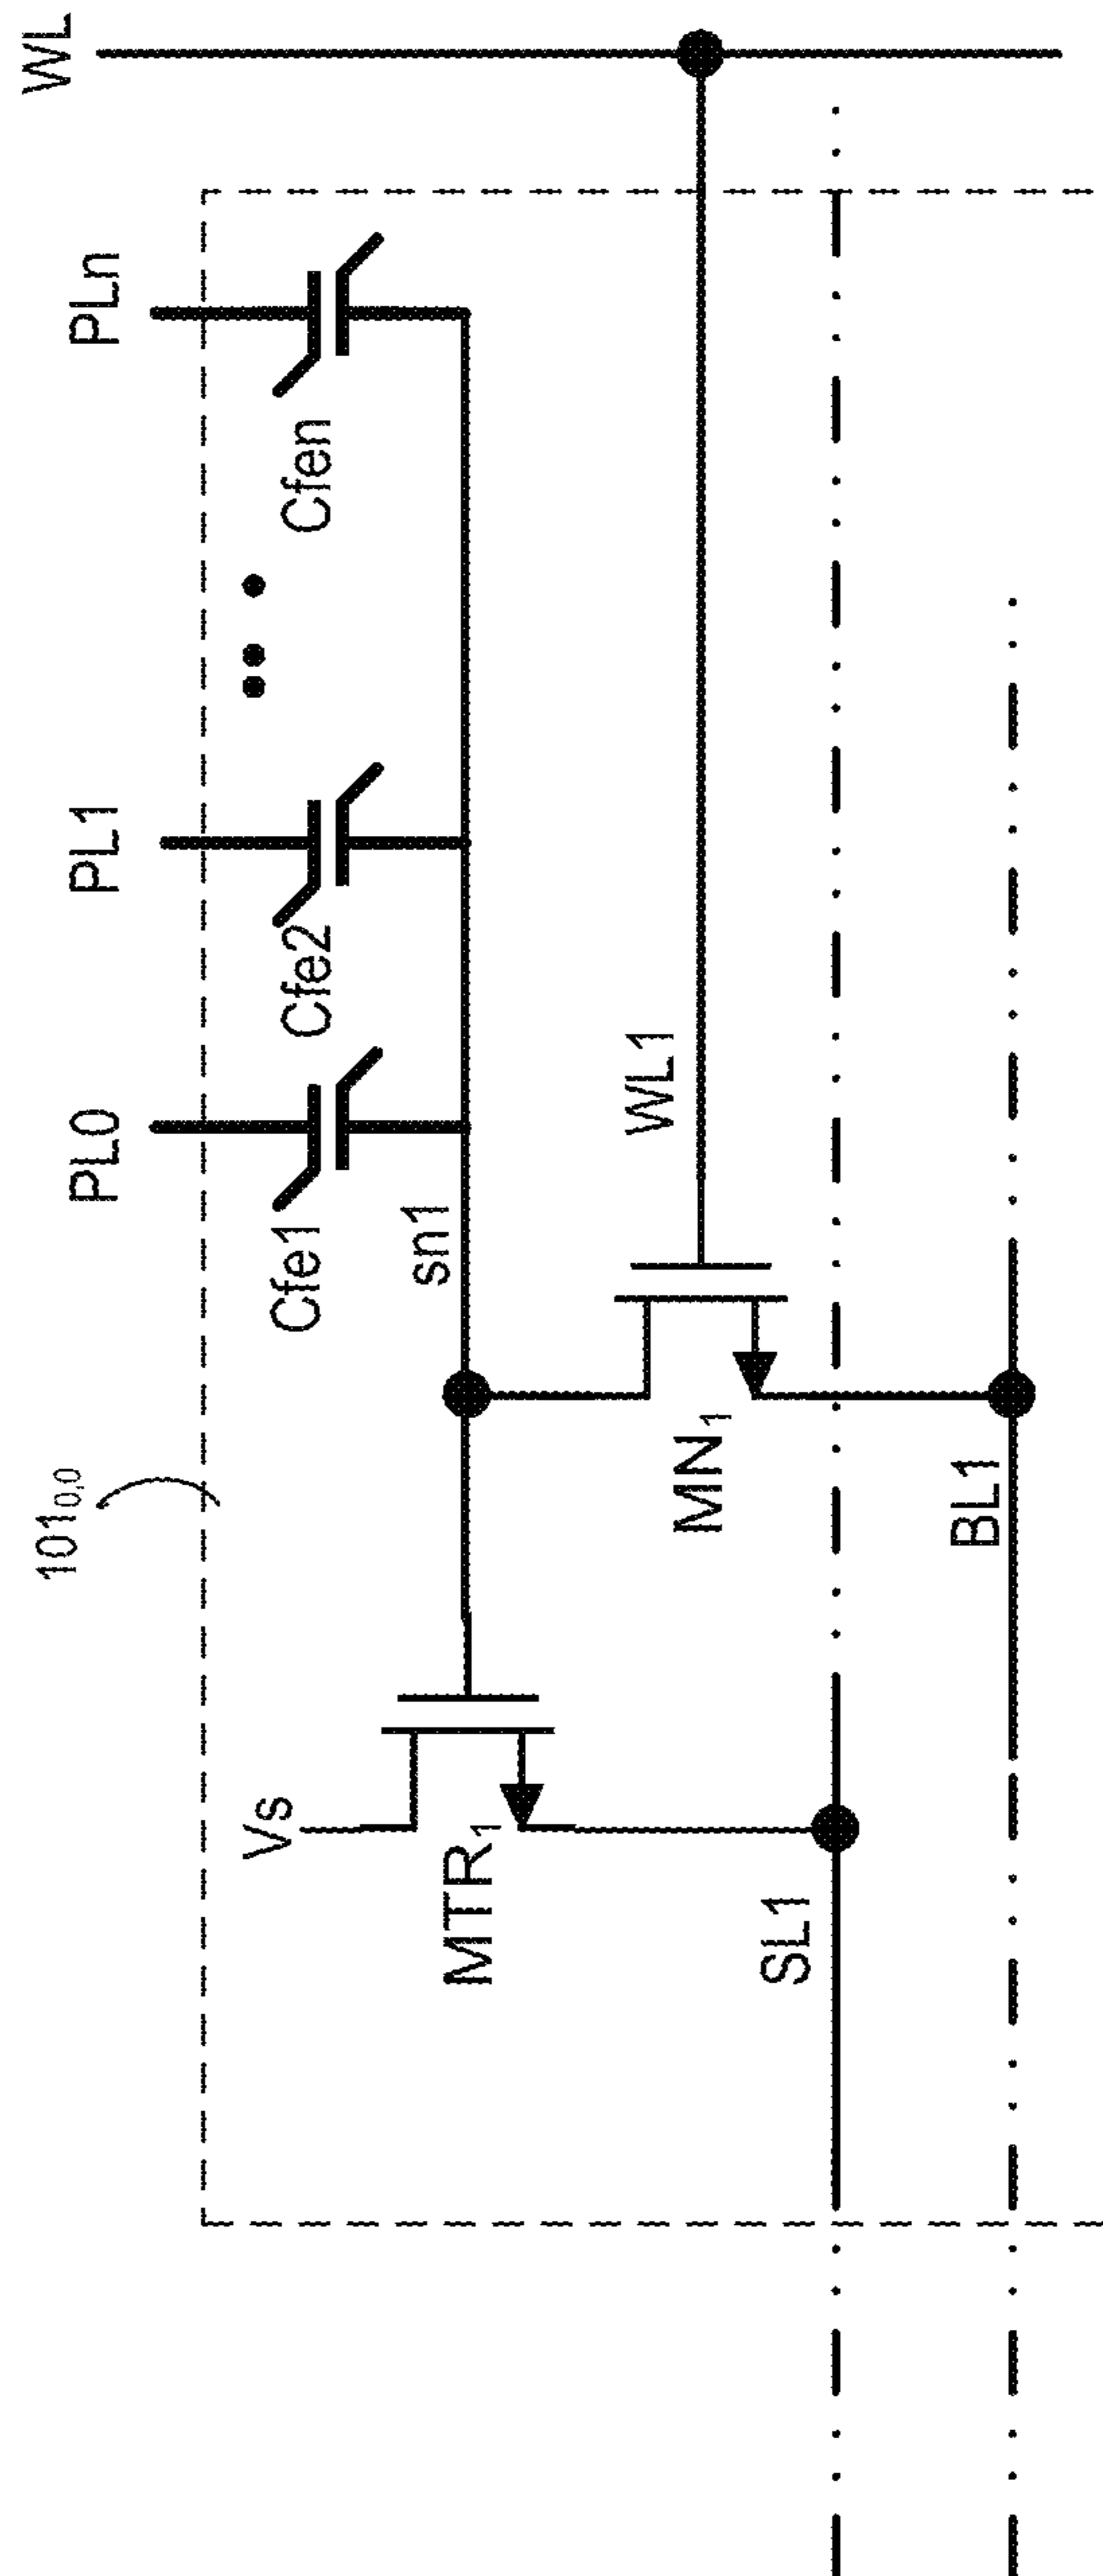 WL
PL0
PL1
PLn
101₀,₀
Cfe1
Cfe2
Cfen
Vs
sn1
MTR₁
WL1
MN₁
SL1
BL1